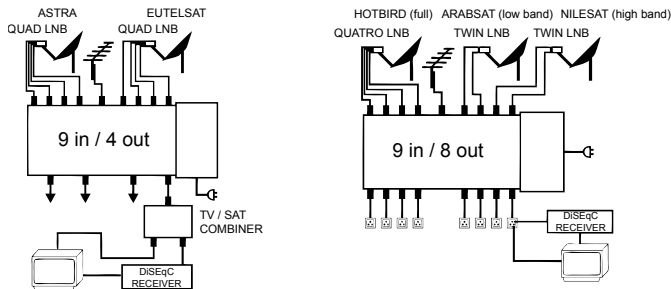 ASTRA
QUAD LNB
EUTELSAT
QUAD LNB
9 in / 4 out
TV / SAT
COMBINER
DiSEqC
RECEIVER
HOTBIRD (full)
QUATRO LNB
ARABSAT (low band)
TWIN LNB
NILESAT (high band)
TWIN LNB
9 in / 8 out
DiSEqC
RECEIVER